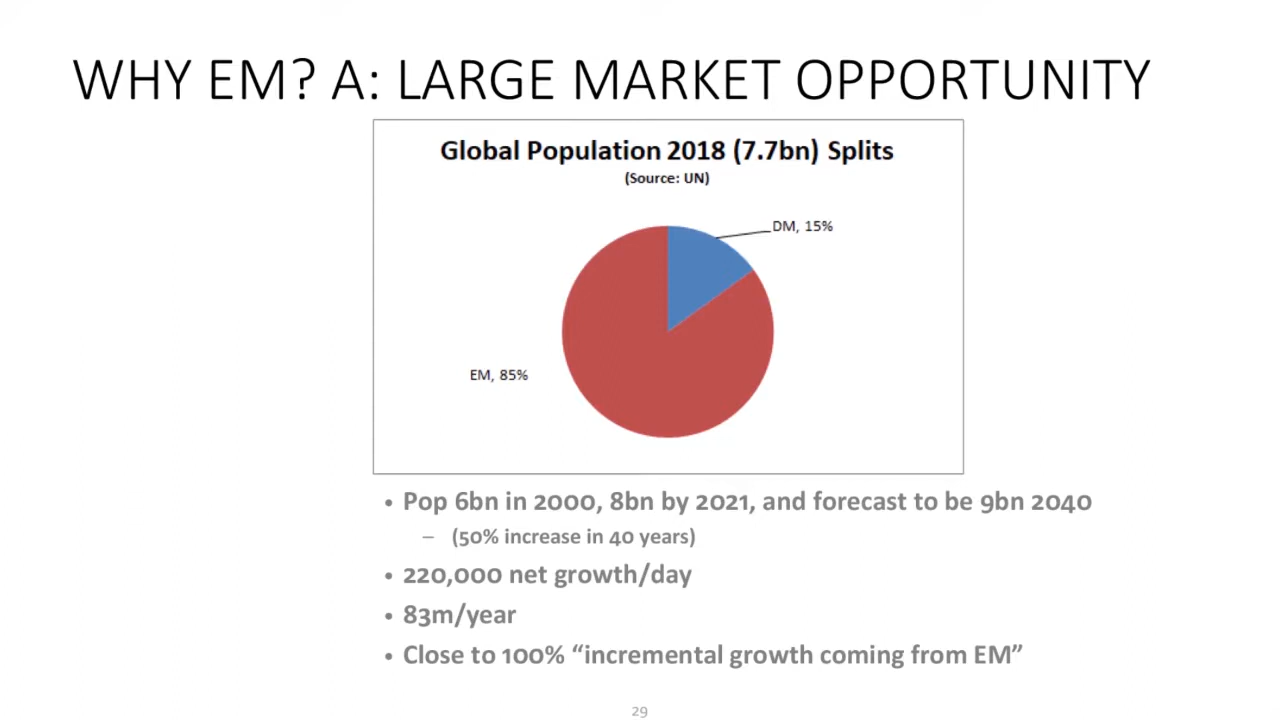 WHY EM? A: LARGE MARKET OPPORTUNITY
Global Population 2018 (7.7bn) Splits
(Source: UN)
DM, 15%
EM, 85%
• Pop 6bn in 2000, 8bn by 2021, and forecast to be 9bn 2040
– (50% increase in 40 years)
• 220,000 net growth/day
• 83m/year
• Close to 100% “incremental growth coming from EM”
29